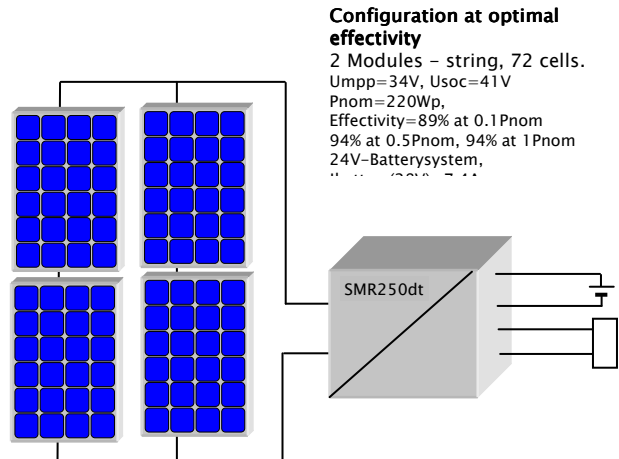 Configuration at optimal
effectivity
2 Modules – string, 72 cells.
Umpp=34V, Usoc=41V
Pnom=220Wp,
Effectivity=89% at 0.1Pnom
94% at 0.5Pnom, 94% at 1Pnom
24V-Batterysystem,
SMR250dt